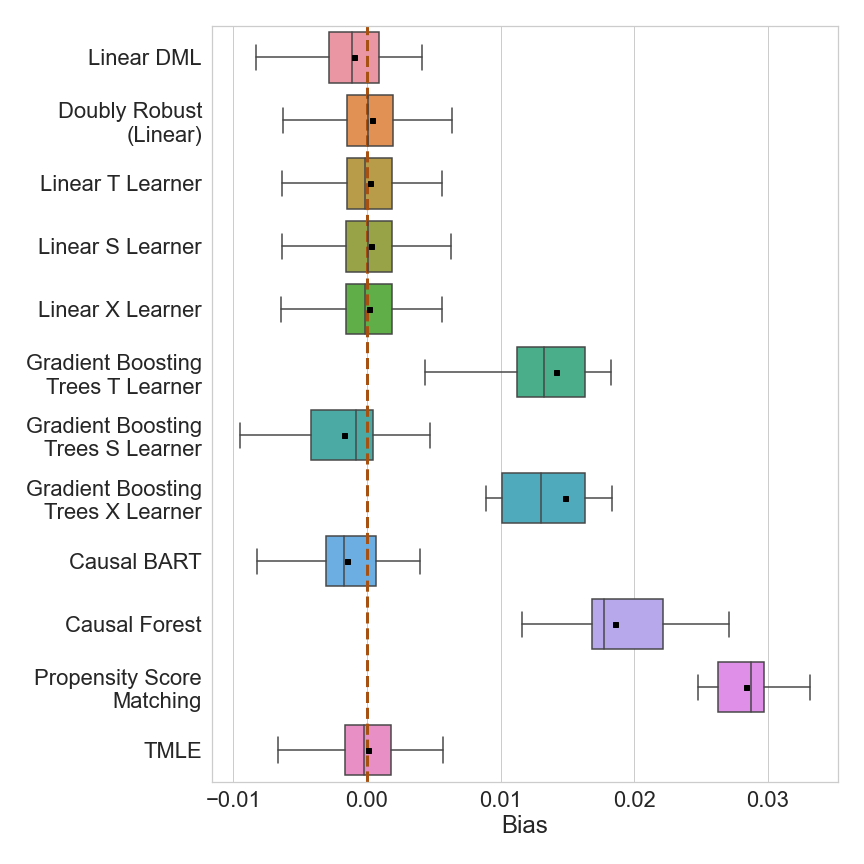 Linear DML
Doubly Robust
(Linear)
Linear T Learner
Linear S Learner
Linear X Learner
Gradient Boosting
Trees T Learner
Gradient Boosting
Trees S Learner
Gradient Boosting
Trees X Learner
Causal BART
Causal Forest
Propensity Score
Matching
TMLE
−0.01 0.00 0.01 0.02 0.03
Bias